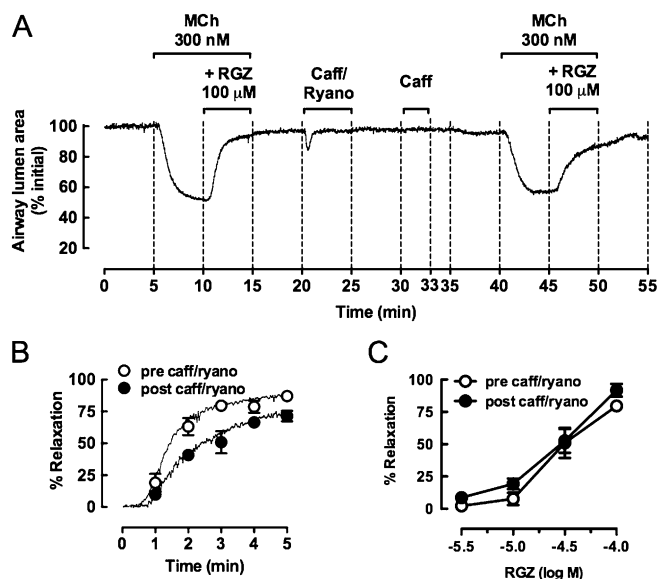 A
MCh
300 nM
+ RGZ
100 μM
Caff/
Ryano
Caff
MCh
300 nM
+ RGZ
100 μM
Airway lumen area
(% initial)
100
80
60
40
20
0 5 10 15 20 25 30 33 35 40 45 50 55
Time (min)
B
pre caff/ryano
post caff/ryano
% Relaxation
100
75
50
25
0
0 1 2 3 4 5
Time (min)
C
pre caff/ryano
post caff/ryano
% Relaxation
100
75
50
25
0
-5.5 -5.0 -4.5 -4.0
RGZ (log M)